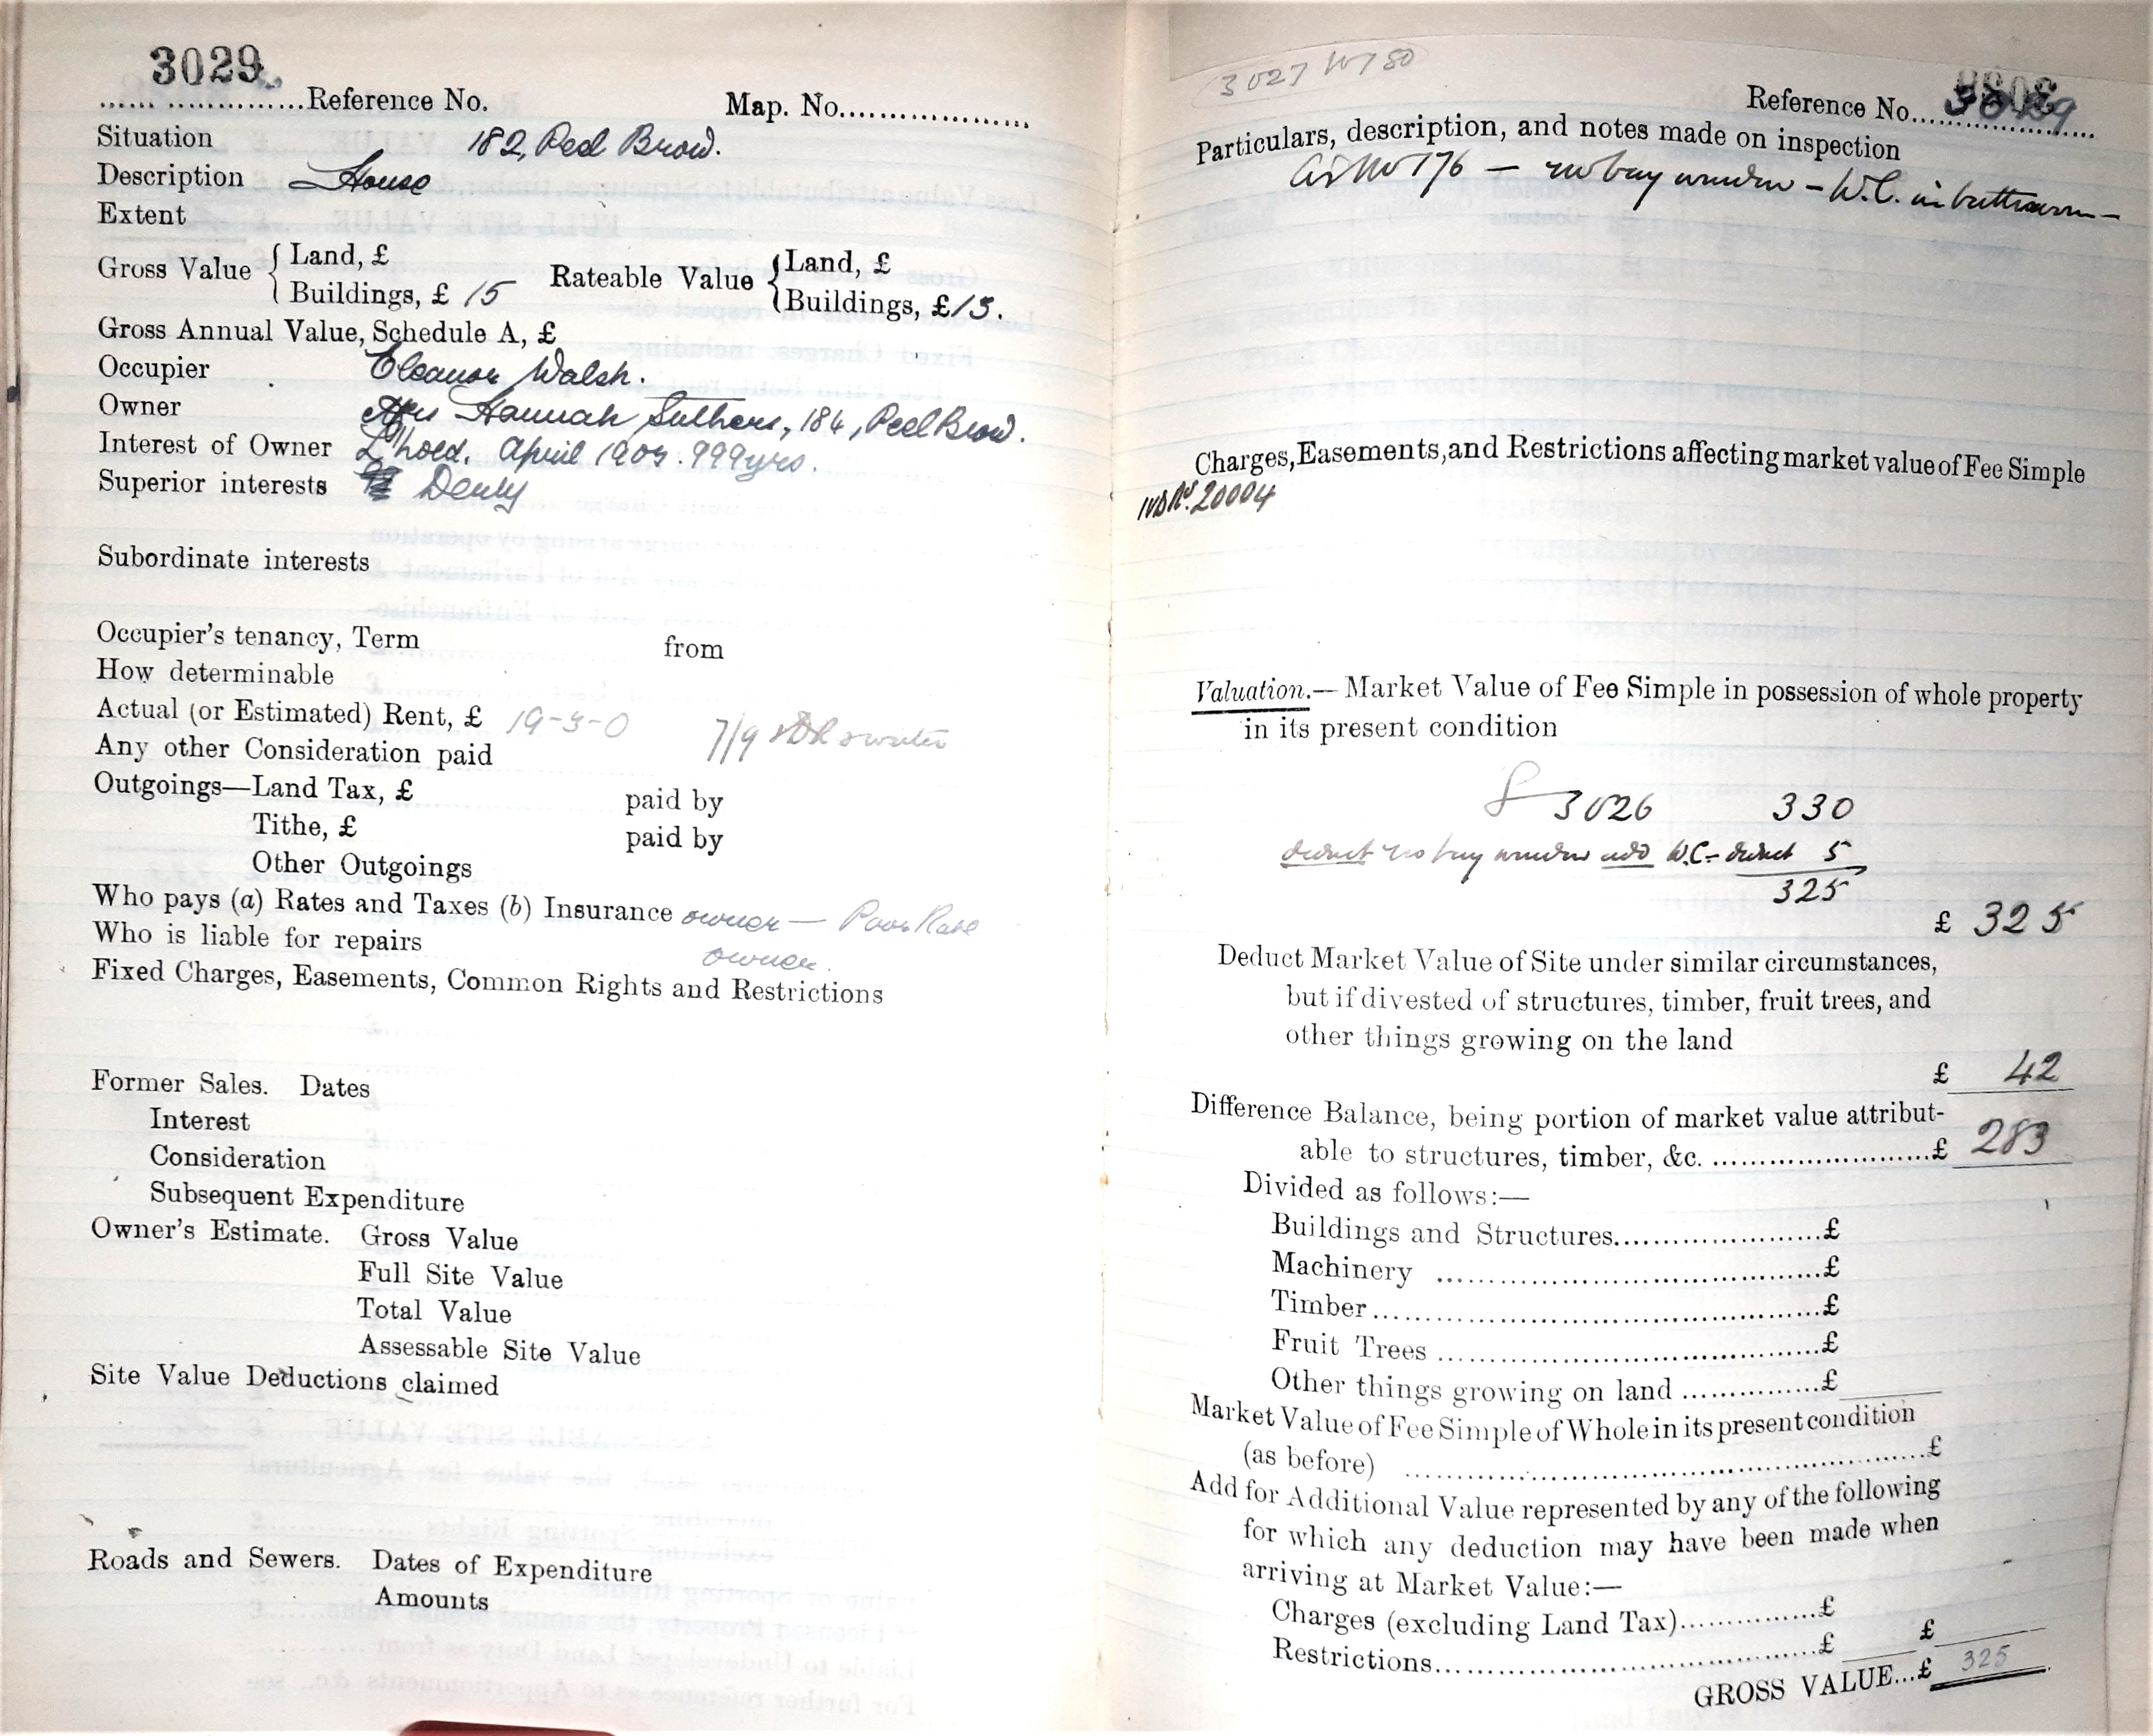 3029
Reference No. Map. No.
Situation 182, Peel Brow.
Description House
Extent
Gross Value { Land, £ Rateable Value { Land, £
Buildings, £ 15 Buildings, £ 13.
Gross Annual Value, Schedule A, £
Occupier Eleanor Walsh.
Owner Mrs Hannah Suthers, 184, Peel Brow.
Interest of Owner L'hold. April 1903. 999 yrs.
Superior interests Derby
Subordinate interests
Occupier's tenancy, Term from
How determinable
Actual (or Estimated) Rent, £ 19-3-0 7/9
Any other Consideration paid
Outgoings—Land Tax, £ paid by
Tithe, £ paid by
Other Outgoings
Who pays (a) Rates and Taxes (b) Insurance owner — Poor Rate
Who is liable for repairs owner.
Fixed Charges, Easements, Common Rights and Restrictions
Former Sales. Dates
Interest
Consideration
Subsequent Expenditure
Owner's Estimate. Gross Value
Full Site Value
Total Value
Assessable Site Value
Site Value Deductions claimed
Roads and Sewers. Dates of Expenditure
Amounts
3027
Reference No.
Particulars, description, and notes made on inspection
as No 176 — no bay window – W.C. in bathroom —
Charges, Easements, and Restrictions affecting market value of Fee Simple
20004
Valuation.— Market Value of Fee Simple in possession of whole property
in its present condition
3026 330
deduct no bay window add W.C. – deduct 5
325
£ 325
Deduct Market Value of Site under similar circumstances,
but if divested of structures, timber, fruit trees, and
other things growing on the land
£ 42
Difference Balance, being portion of market value attribut-
able to structures, timber, &c. £ 283
Divided as follows:—
Buildings and Structures £
Machinery £
Timber £
Fruit Trees £
Other things growing on land £
Market Value of Fee Simple of Whole in its present condition
(as before) £
Add for Additional Value represented by any of the following
for which any deduction may have been made when
arriving at Market Value:—
Charges (excluding Land Tax) £
Restrictions £ £
GROSS VALUE...£ 325